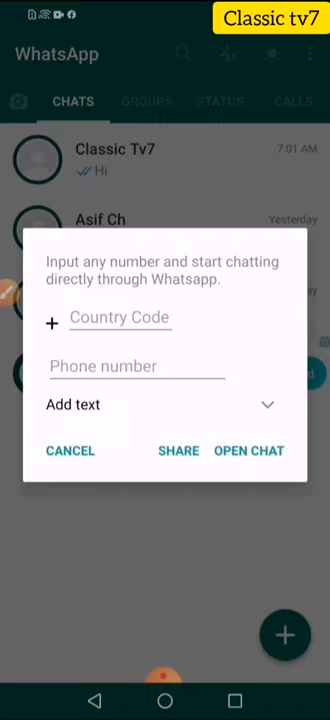 Classic tv7
WhatsApp
CHATS GROUPS STATUS CALLS
Classic Tv7 7:01 AM
Hi
Asif Ch Yesterday
Input any number and start chatting
directly through Whatsapp.
+ Country Code
Phone number
Add text
CANCEL SHARE OPEN CHAT